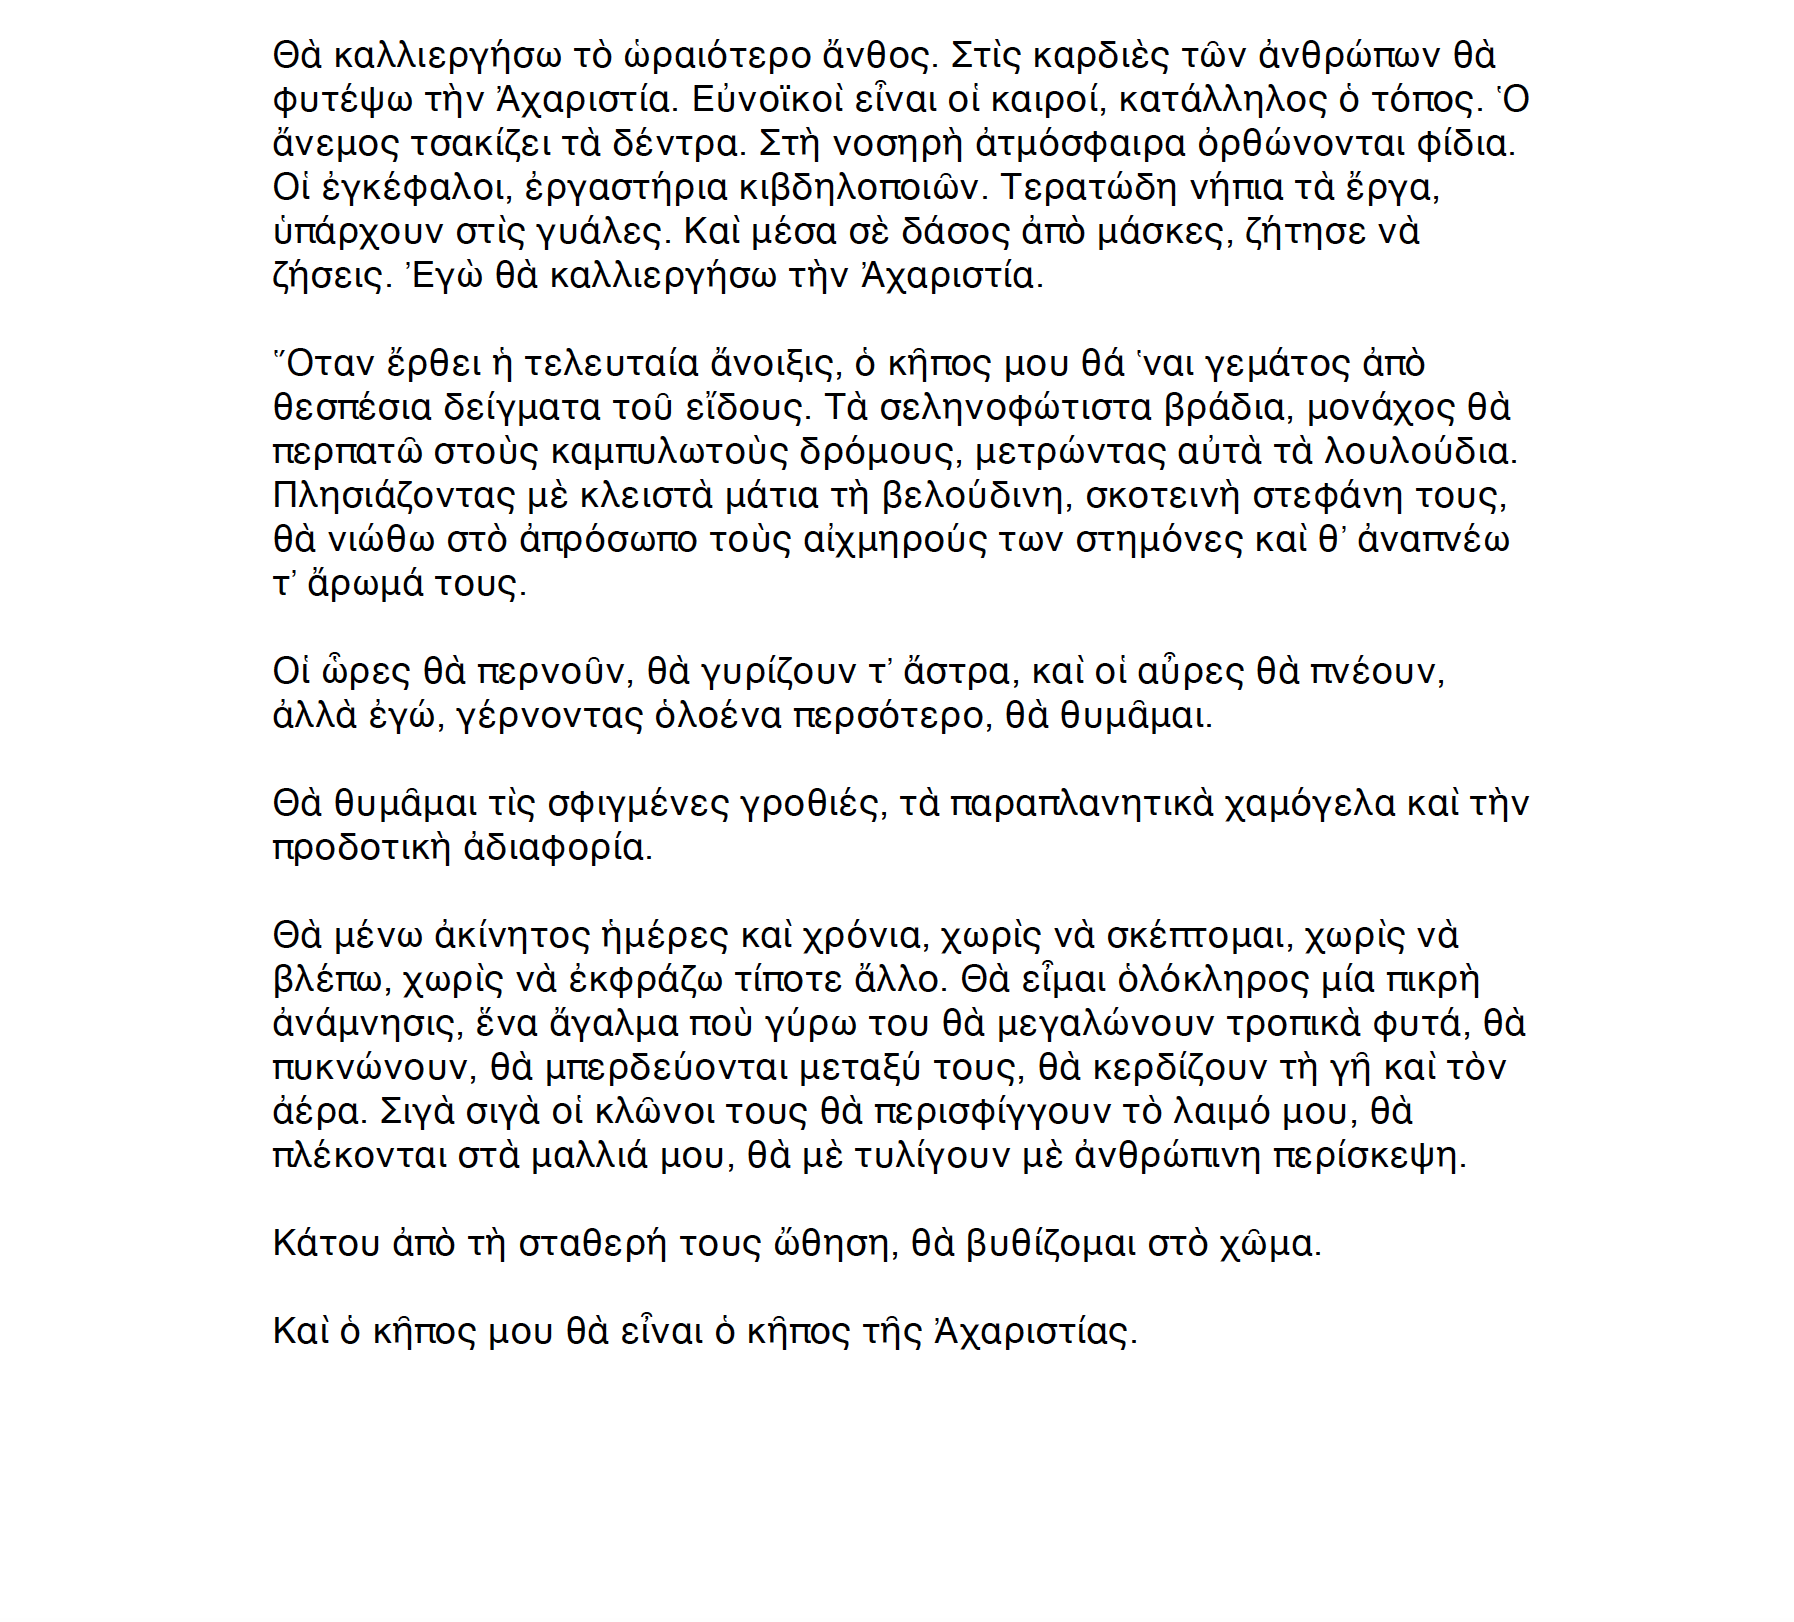 Θὰ καλλιεργήσω τὸ ὡραιότερο ἄνθος. Στὶς καρδιὲς τῶν ἀνθρώπων θὰ
φυτέψω τὴν Ἀχαριστία. Εὐνοϊκοὶ εἶναι οἱ καιροί, κατάλληλος ὁ τόπος. Ὁ
ἄνεμος τσακίζει τὰ δέντρα. Στὴ νοσηρὴ ἀτμόσφαιρα ὀρθώνονται φίδια.
Οἱ ἐγκέφαλοι, ἐργαστήρια κιβδηλοποιῶν. Τερατώδη νήπια τὰ ἔργα,
ὑπάρχουν στὶς γυάλες. Καὶ μέσα σὲ δάσος ἀπὸ μάσκες, ζήτησε νὰ
ζήσεις. Ἐγὼ θὰ καλλιεργήσω τὴν Ἀχαριστία.
Ὅταν ἔρθει ἡ τελευταία ἄνοιξις, ὁ κῆπος μου θά ῾ναι γεμάτος ἀπὸ
θεσπέσια δείγματα τοῦ εἴδους. Τὰ σεληνοφώτιστα βράδια, μονάχος θὰ
περπατῶ στοὺς καμπυλωτοὺς δρόμους, μετρώντας αὐτὰ τὰ λουλούδια.
Πλησιάζοντας μὲ κλειστὰ μάτια τὴ βελούδινη, σκοτεινὴ στεφάνη τους,
θὰ νιώθω στὸ ἀπρόσωπο τοὺς αἰχμηρούς των στημόνες καὶ θ᾿ ἀναπνέω
τ᾿ ἄρωμά τους.
Οἱ ὧρες θὰ περνοῦν, θὰ γυρίζουν τ᾿ ἄστρα, καὶ οἱ αὖρες θὰ πνέουν,
ἀλλὰ ἐγώ, γέρνοντας ὁλοένα περσότερο, θὰ θυμᾶμαι.
Θὰ θυμᾶμαι τὶς σφιγμένες γροθιές, τὰ παραπλανητικὰ χαμόγελα καὶ τὴν
προδοτικὴ ἀδιαφορία.
Θὰ μένω ἀκίνητος ἡμέρες καὶ χρόνια, χωρὶς νὰ σκέπτομαι, χωρὶς νὰ
βλέπω, χωρὶς νὰ ἐκφράζω τίποτε ἄλλο. Θὰ εἶμαι ὁλόκληρος μία πικρὴ
ἀνάμνησις, ἕνα ἄγαλμα ποὺ γύρω του θὰ μεγαλώνουν τροπικὰ φυτά, θὰ
πυκνώνουν, θὰ μπερδεύονται μεταξύ τους, θὰ κερδίζουν τὴ γῆ καὶ τὸν
ἀέρα. Σιγὰ σιγὰ οἱ κλῶνοι τους θὰ περισφίγγουν τὸ λαιμό μου, θὰ
πλέκονται στὰ μαλλιά μου, θὰ μὲ τυλίγουν μὲ ἀνθρώπινη περίσκεψη.
Κάτου ἀπὸ τὴ σταθερή τους ὤθηση, θὰ βυθίζομαι στὸ χῶμα.
Καὶ ὁ κῆπος μου θὰ εἶναι ὁ κῆπος τῆς Ἀχαριστίας.